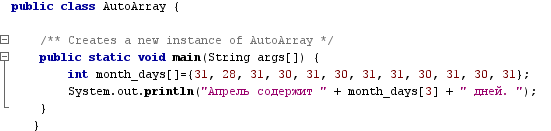 public class AutoArray {
/** Creates a new instance of AutoArray */
public static void main(String args[]) {
int month_days[]={31, 28, 31, 30, 31, 30, 31, 31, 30, 31, 30, 31};
System.out.println("Апрель содержит " + month_days[3] + " дней. ");
}
}